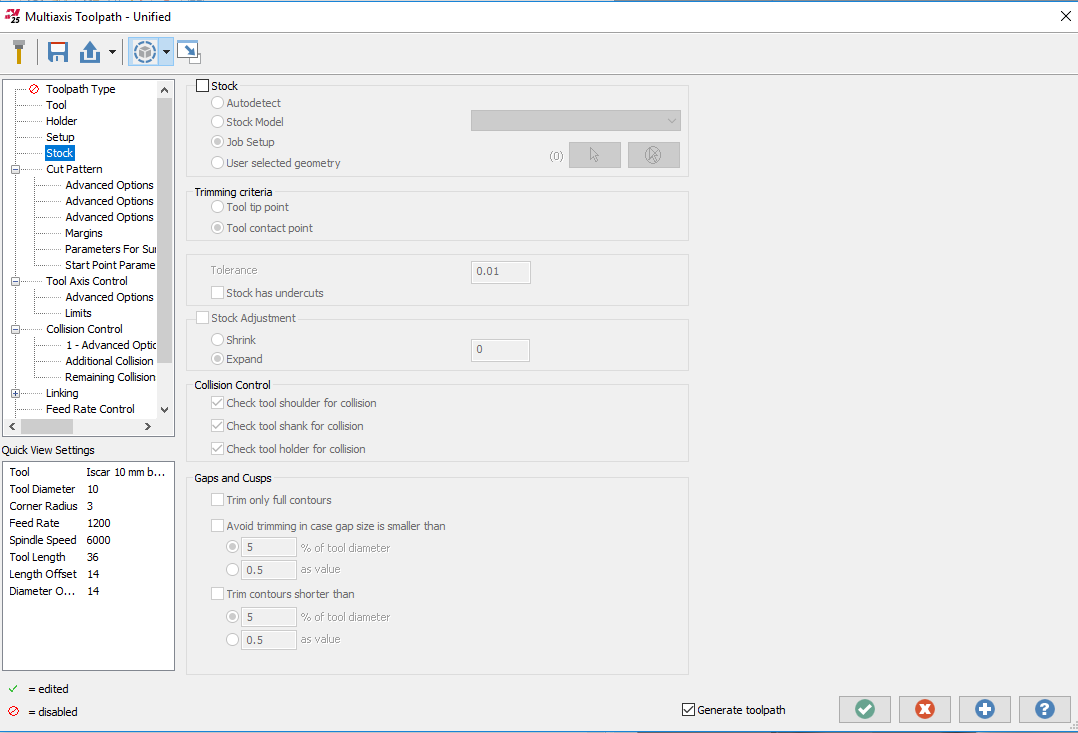 25 Multiaxis Toolpath - Unified
Toolpath Type
Tool
Holder
Setup
Stock
Cut Pattern
Advanced Options
Advanced Options
Advanced Options
Margins
Parameters For Sur
Start Point Parame
Tool Axis Control
Advanced Options
Limits
Collision Control
1 - Advanced Optic
Additional Collision
Remaining Collision
Linking
Feed Rate Control
Quick View Settings
Tool Iscar 10 mm b...
Tool Diameter 10
Corner Radius 3
Feed Rate 1200
Spindle Speed 6000
Tool Length 36
Length Offset 14
Diameter O... 14
= edited
= disabled
Stock
Autodetect
Stock Model
Job Setup
User selected geometry (0)
Trimming criteria
Tool tip point
Tool contact point
Tolerance 0.01
Stock has undercuts
Stock Adjustment
Shrink
Expand 0
Collision Control
Check tool shoulder for collision
Check tool shank for collision
Check tool holder for collision
Gaps and Cusps
Trim only full contours
Avoid trimming in case gap size is smaller than
5 % of tool diameter
0.5 as value
Trim contours shorter than
5 % of tool diameter
0.5 as value
Generate toolpath